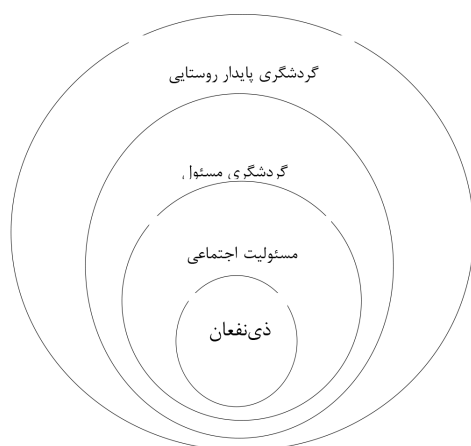 گردشگری پایدار روستایی
گردشگری مسئول
مسئولیت اجتماعی
ذی‌نفعان